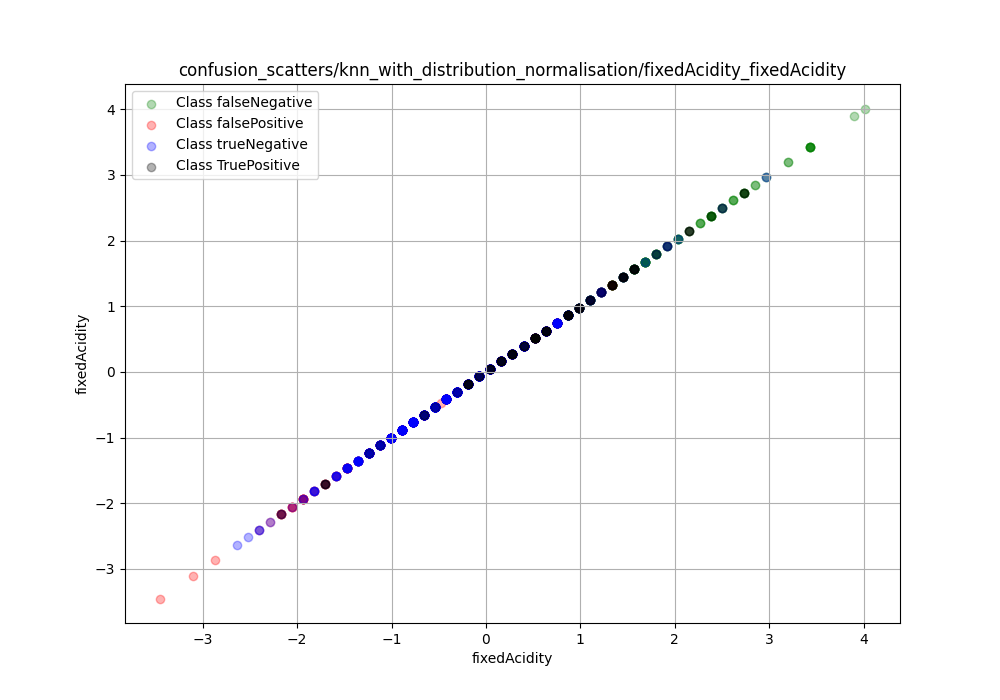 confusion_scatters/knn_with_distribution_normalisation/fixedAcidity_fixedAcidity
Class falseNegative
Class falsePositive
Class trueNegative
Class TruePositive
4
3
2
1
0
−1
−2
−3
fixedAcidity
−3 −2 −1 0 1 2 3 4
fixedAcidity